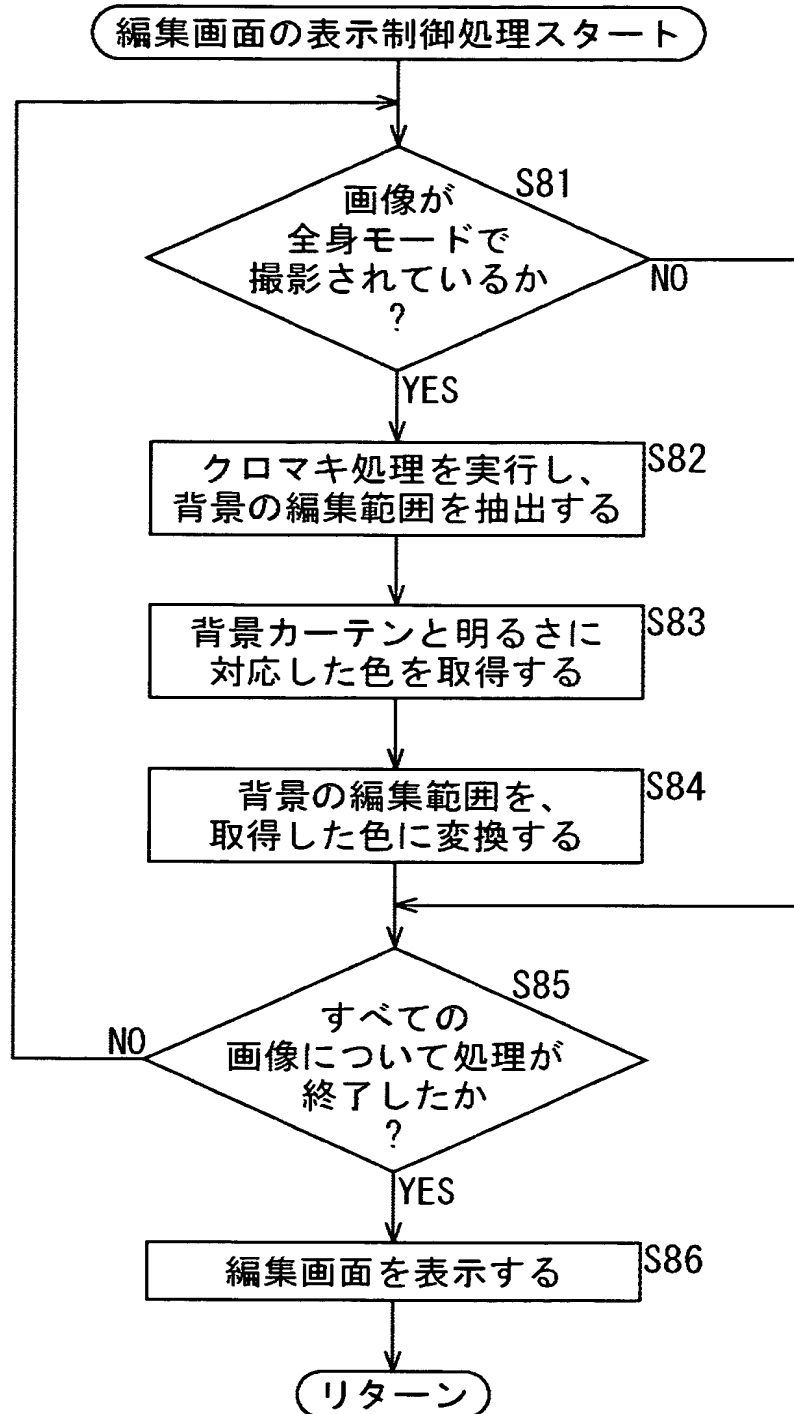 編集画面の表示制御処理スタート
S81
画像が
全身モードで
撮影されているか
?
NO
YES
S82
クロマキ処理を実行し、
背景の編集範囲を抽出する
S83
背景カーテンと明るさに
対応した色を取得する
S84
背景の編集範囲を、
取得した色に変換する
S85
すべての
画像について処理が
終了したか
?
NO
YES
S86
編集画面を表示する
リターン